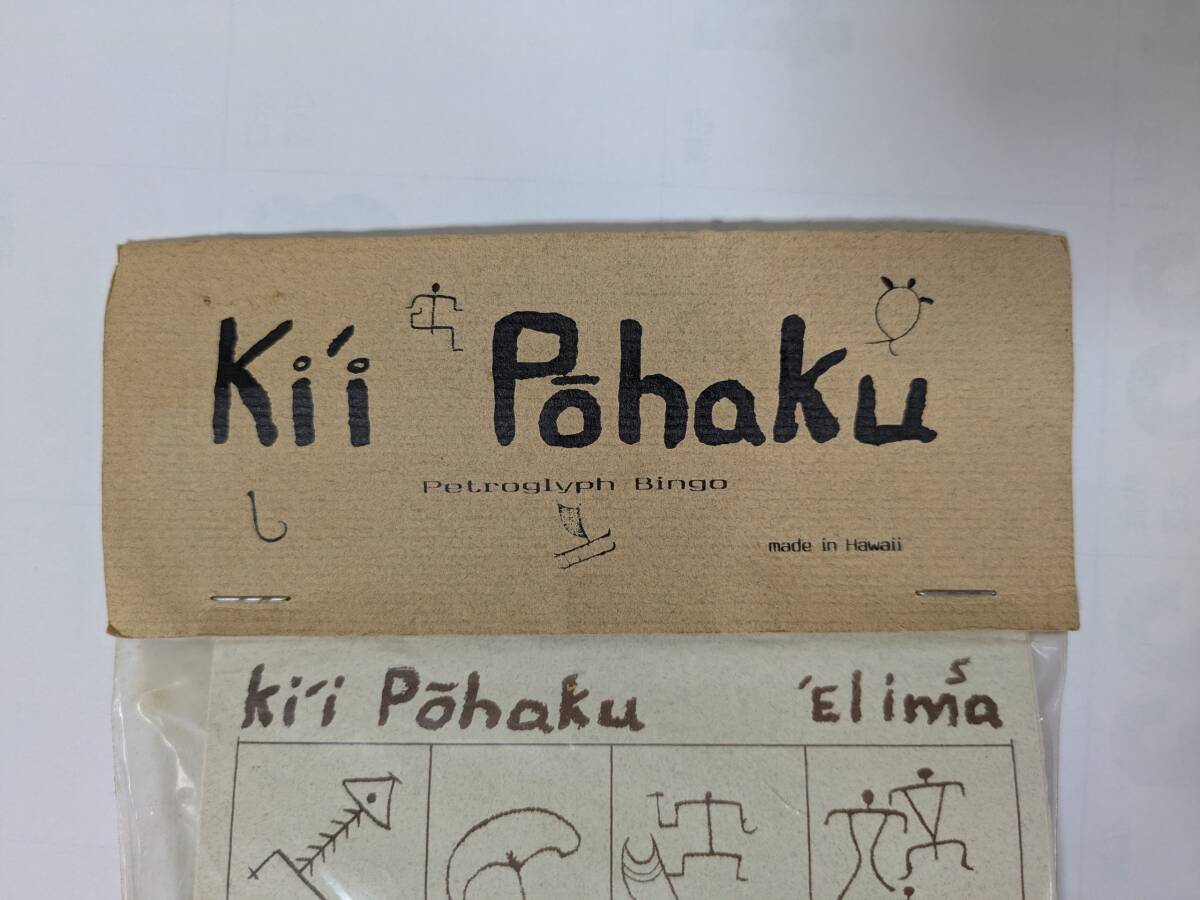 Ki'i Pōhaku
Petroglyph Bingo
made in Hawaii
ki'i Pōhaku 'Elima 5